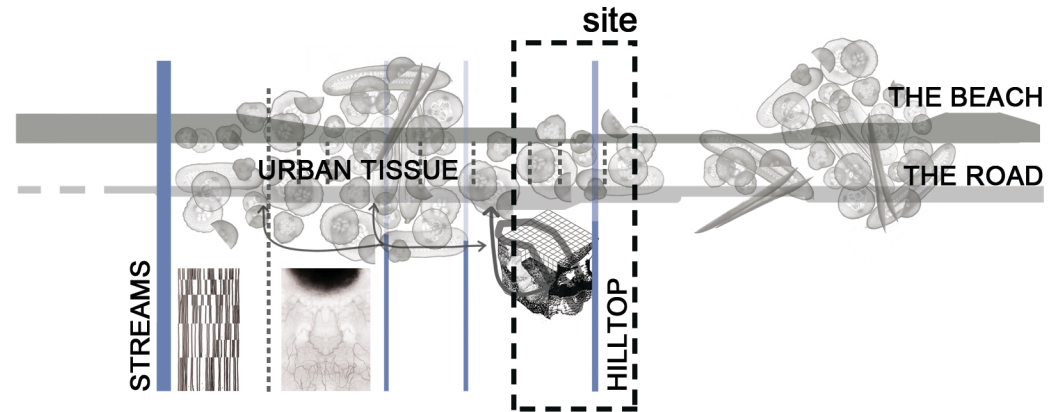 site
THE BEACH
URBAN TISSUE
THE ROAD
STREAMS
HILLTOP